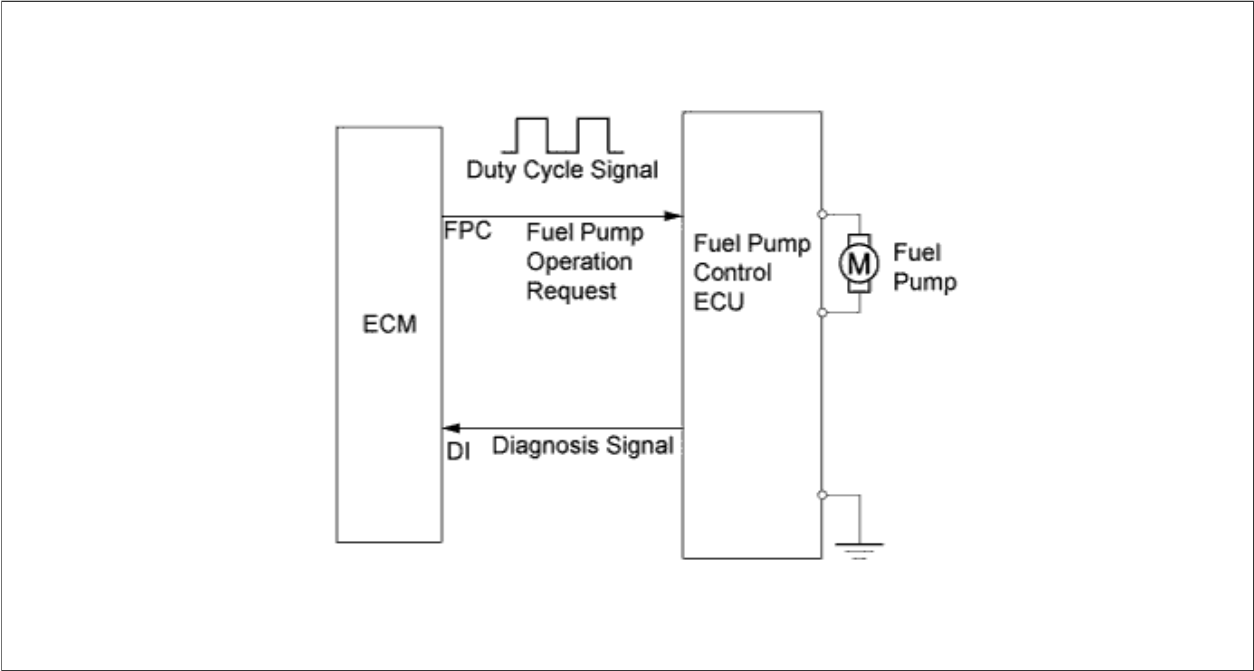 Duty Cycle Signal
FPC
Fuel Pump
Operation
Request
ECM
Fuel Pump
Control
ECU
M
Fuel
Pump
DI
Diagnosis Signal